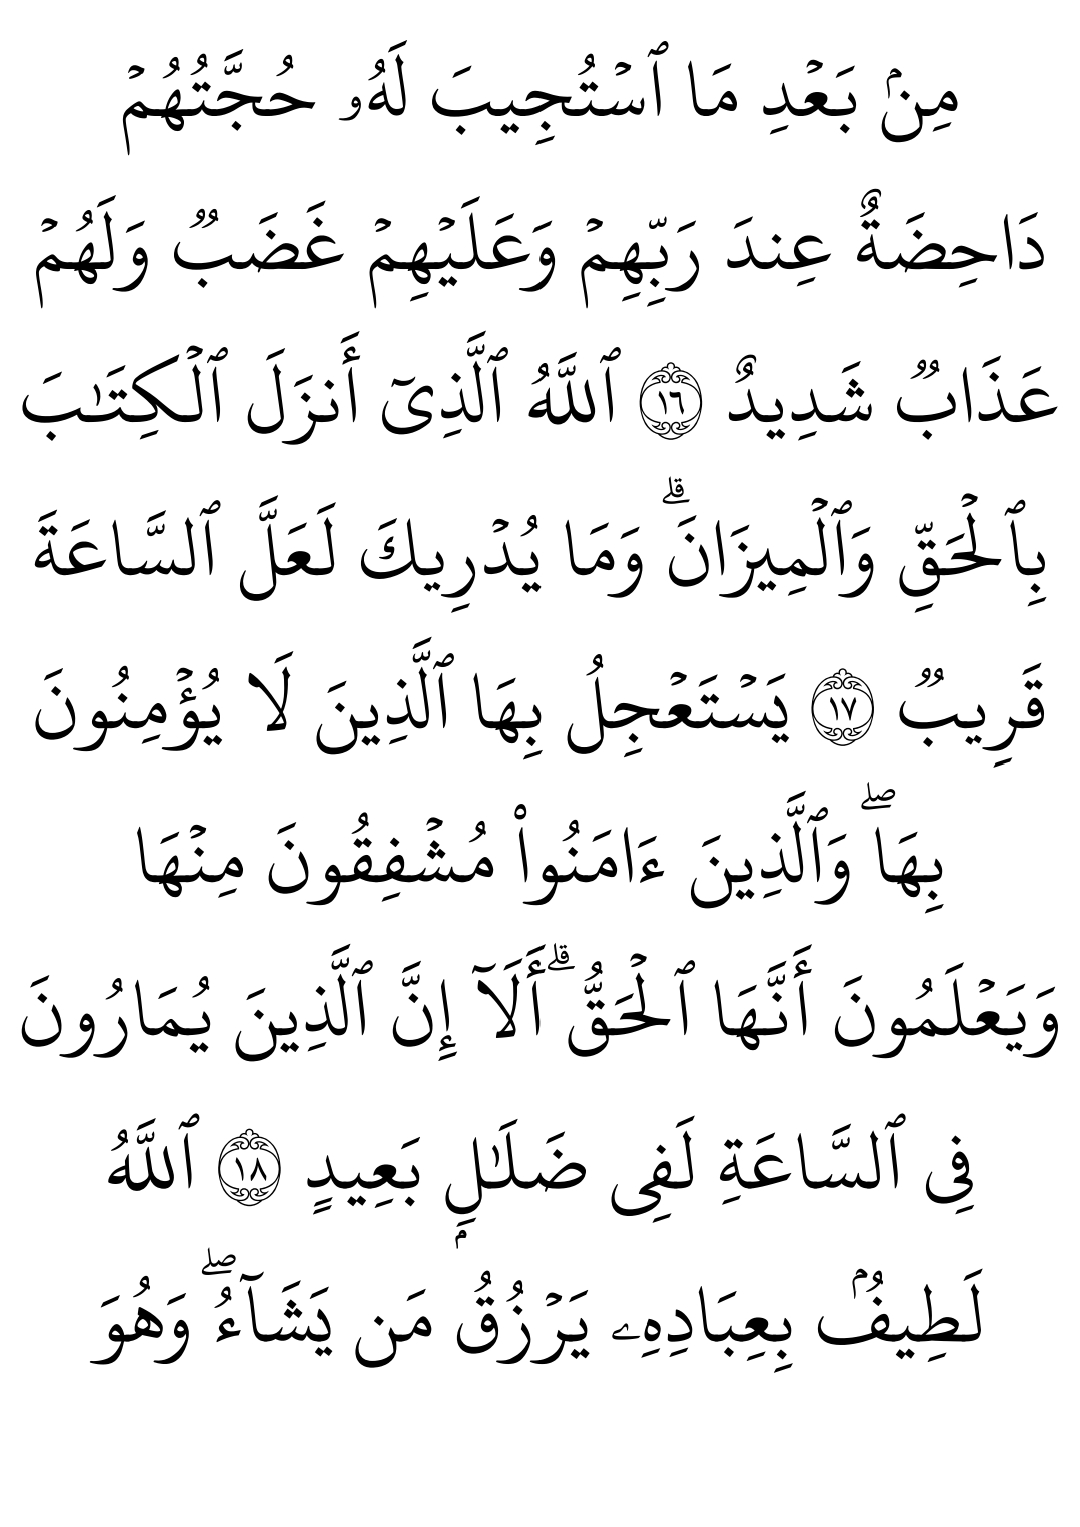 مِنۢ بَعۡدِ مَا ٱسۡتُجِيبَ لَهُۥ حُجَّتُهُمۡ
دَاحِضَةٌ عِندَ رَبِّهِمۡ وَعَلَيۡهِمۡ غَضَبٞ وَلَهُمۡ
عَذَابٞ شَدِيدٌ ١٦ ٱللَّهُ ٱلَّذِيٓ أَنزَلَ ٱلۡكِتَٰبَ
بِٱلۡحَقِّ وَٱلۡمِيزَانَۗ وَمَا يُدۡرِيكَ لَعَلَّ ٱلسَّاعَةَ
قَرِيبٞ ١٧ يَسۡتَعۡجِلُ بِهَا ٱلَّذِينَ لَا يُؤۡمِنُونَ
بِهَاۖ وَٱلَّذِينَ ءَامَنُواْ مُشۡفِقُونَ مِنۡهَا
وَيَعۡلَمُونَ أَنَّهَا ٱلۡحَقُّۗ أَلَآ إِنَّ ٱلَّذِينَ يُمَارُونَ
فِي ٱلسَّاعَةِ لَفِي ضَلَٰلِۭ بَعِيدٍ ١٨ ٱللَّهُ
لَطِيفُۢ بِعِبَادِهِۦ يَرۡزُقُ مَن يَشَآءُۖ وَهُوَ